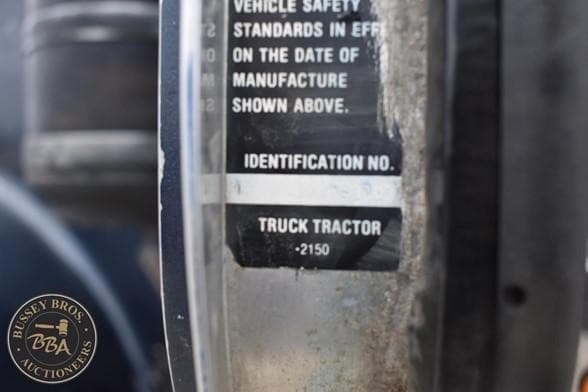 VEHICLE SAFETY
STANDARDS IN EFF
ON THE DATE OF
MANUFACTURE
SHOWN ABOVE.
IDENTIFICATION NO.
TRUCK TRACTOR
-2150
BUSSEY BROS.
BBA
AUCTIONEERS